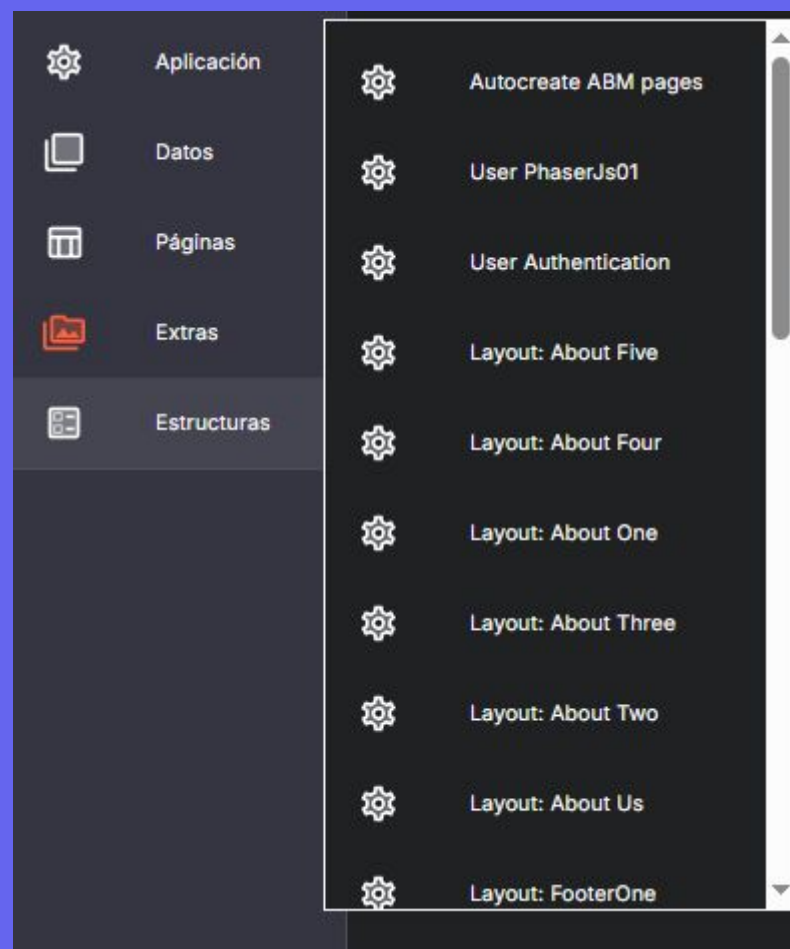 Aplicación
Datos
Páginas
Extras
Estructuras
Autocreate ABM pages
User PhaserJs01
User Authentication
Layout: About Five
Layout: About Four
Layout: About One
Layout: About Three
Layout: About Two
Layout: About Us
Layout: FooterOne